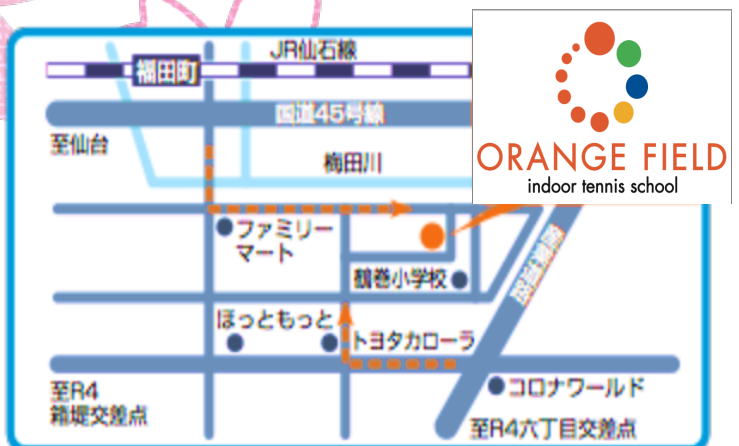 JR仙石線
福田町
国道45号線
至仙台
梅田川
ORANGE FIELD
indoor tennis school
ファミリー
マート
鶴巻小学校
ほっともっと
トヨタカローラ
コロナワールド
至R4
箱堤交差点
至R4六丁目交差点